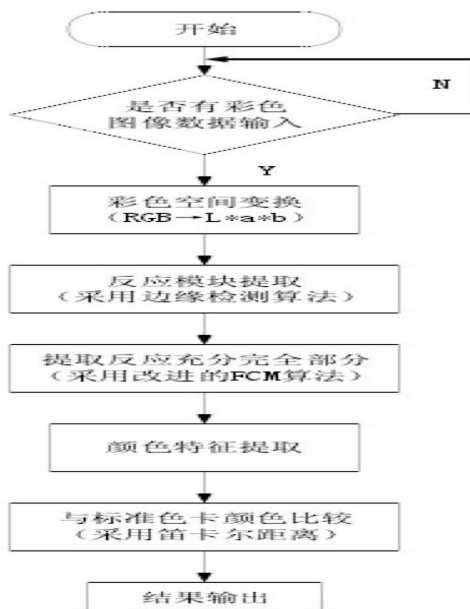 开始
N
是否有彩色
图像数据输入
Y
彩色空间变换
（RGB→L*a*b）
反应模块提取
（采用边缘检测算法）
提取反应充分完全部分
（采用改进的FCM算法）
颜色特征提取
与标准色卡颜色比较
（采用笛卡尔距离）
结果输出